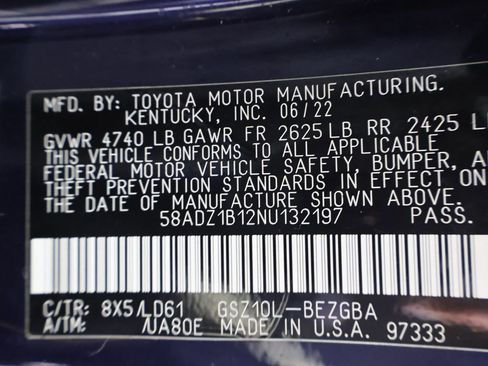 MFD. BY: TOYOTA MOTOR MANUFACTURING.
KENTUCKY, INC. 06/22
GVWR 4740 LB GAWR FR 2625 LB RR 2425 L
THIS VEHICLE CONFORMS TO ALL APPLICABLE
FEDERAL MOTOR VEHICLE SAFETY, BUMPER, A
THEFT PREVENTION STANDARDS IN EFFECT O
THE DATE OF MANUFACTURE SHOWN ABOVE.
58ADZ1B12NU132197 PASS.
C/TR: 8X5/LD61 GSZ10L-BEZGBA
A/TM: /UA80E MADE IN U.S.A. 97333